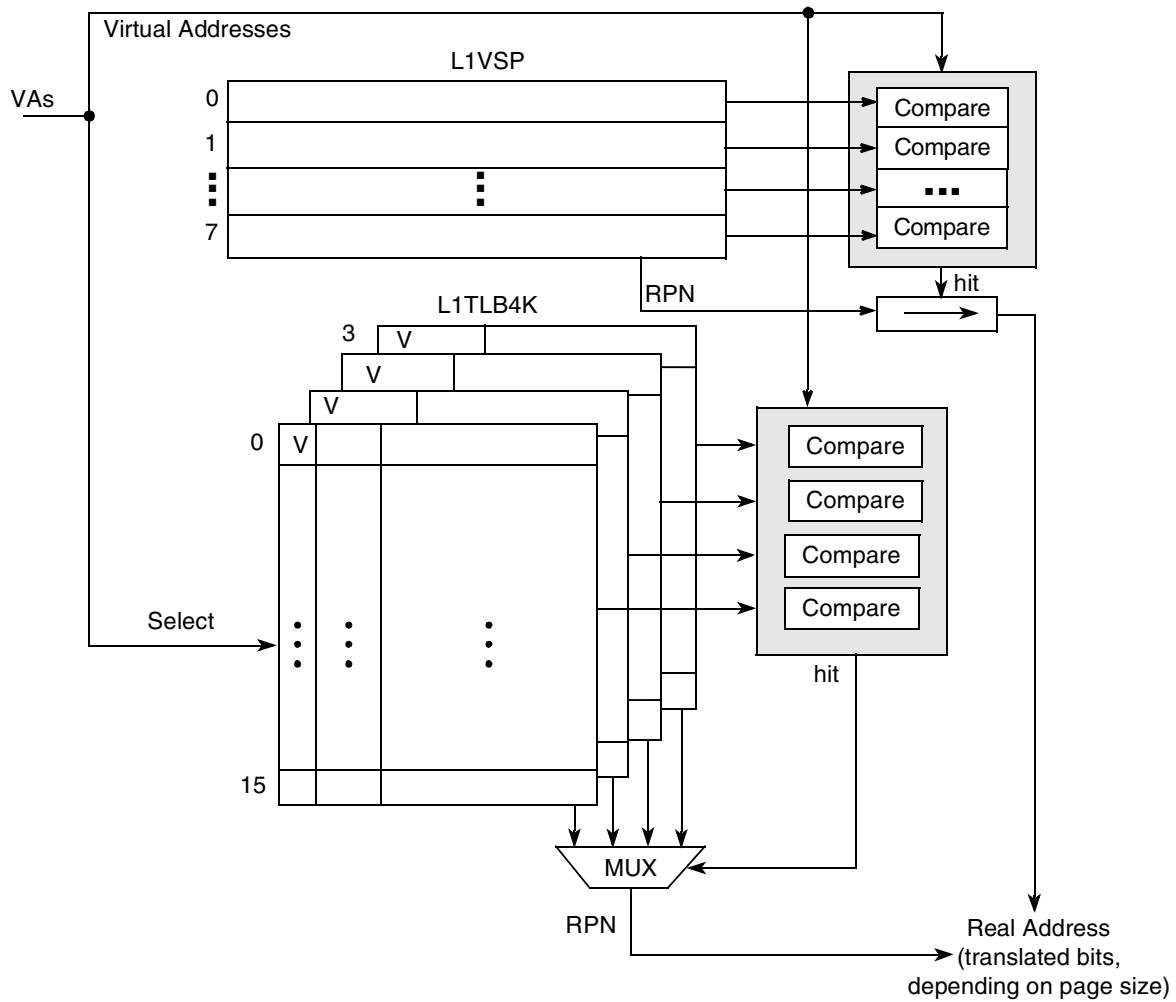 Virtual Addresses
VAs
L1VSP
0
1
7
Compare
Compare
Compare
hit
RPN
L1TLB4K
3
V
V
V
0
V
15
Select
Compare
Compare
Compare
Compare
hit
MUX
RPN
Real Address
(translated bits,
depending on page size)